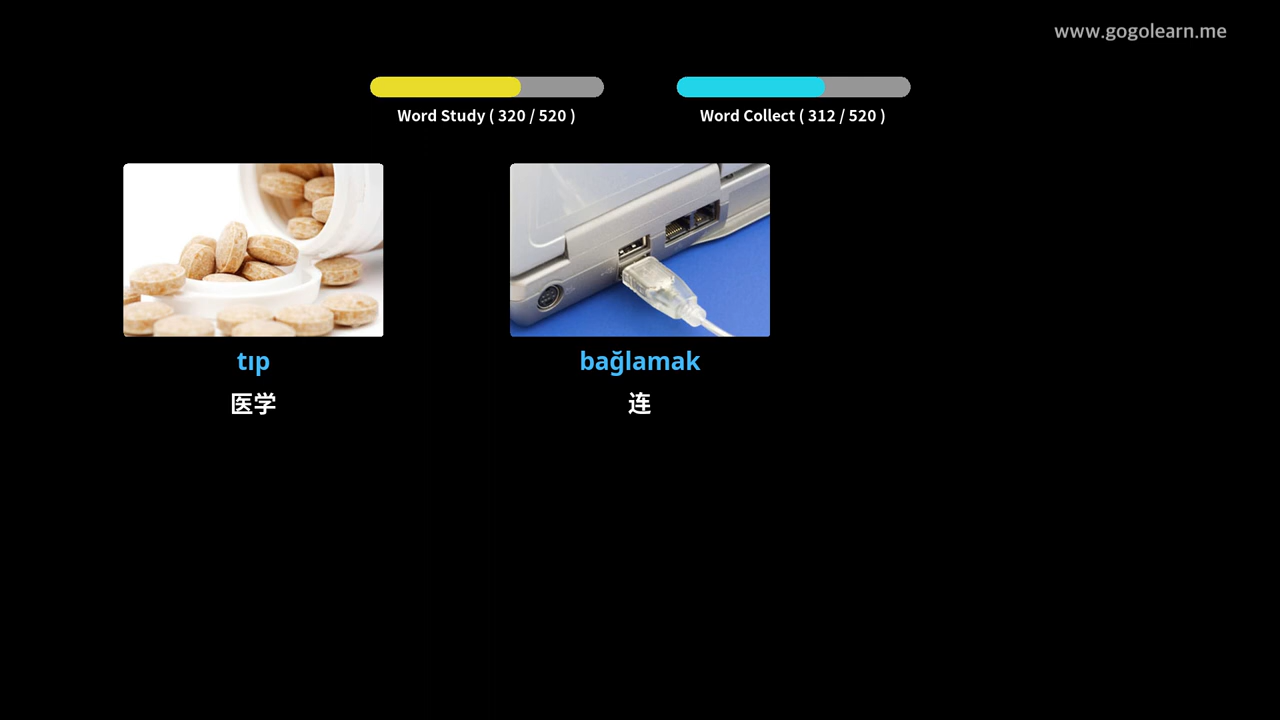 www.gogolearn.me
Word Study ( 320 / 520 )
Word Collect ( 312 / 520 )
tıp
医学
bağlamak
连